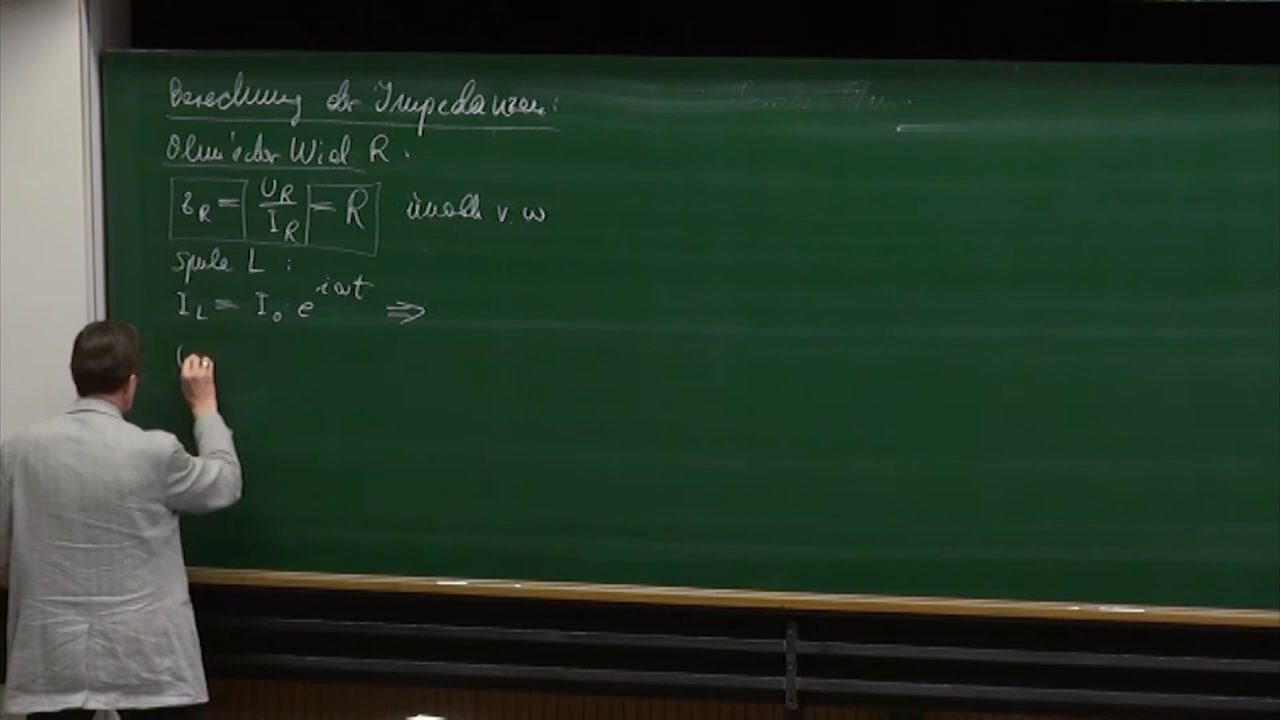 Berechnung der Impedanzen:
Ohm'scher Wid R:
Z_R = U_R / I_R = R unabh v. ω
Spule L :
I_L = I_0 e^{iωt} ⇒